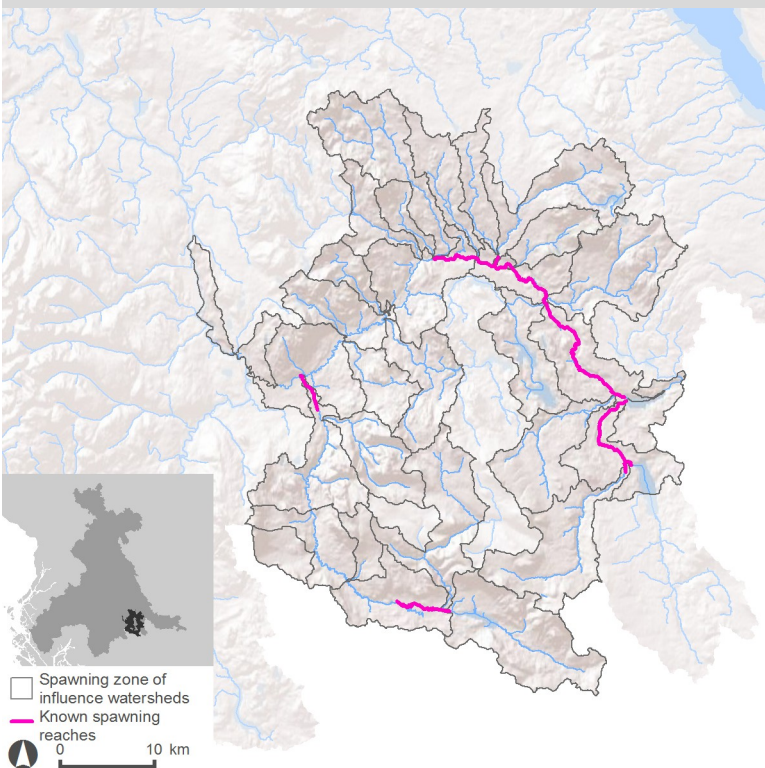 Spawning zone of
influence watersheds
Known spawning
reaches
0 10 km